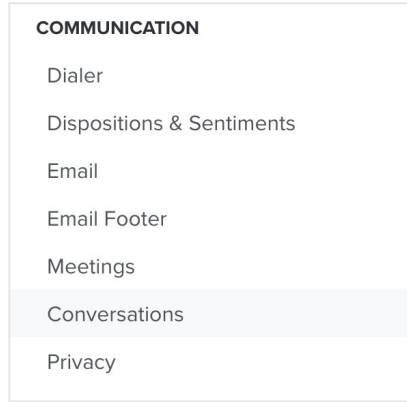 COMMUNICATION
Dialer
Dispositions & Sentiments
Email
Email Footer
Meetings
Conversations
Privacy